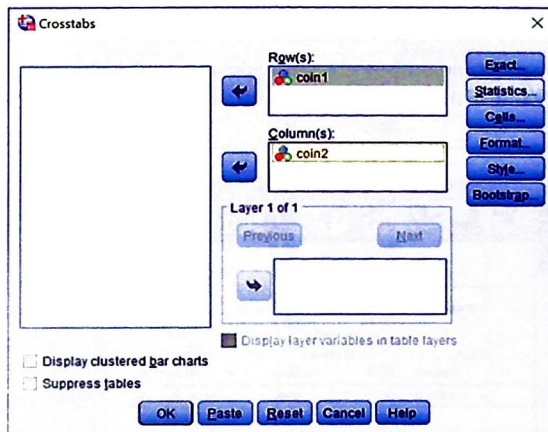 Crosstabs
Row(s):
coin1
Column(s):
coin2
Exact...
Statistics...
Cells...
Format...
Style...
Bootstrap...
Layer 1 of 1
Previous
Next
Display layer variables in table layers
Display clustered bar charts
Suppress tables
OK
Paste
Reset
Cancel
Help